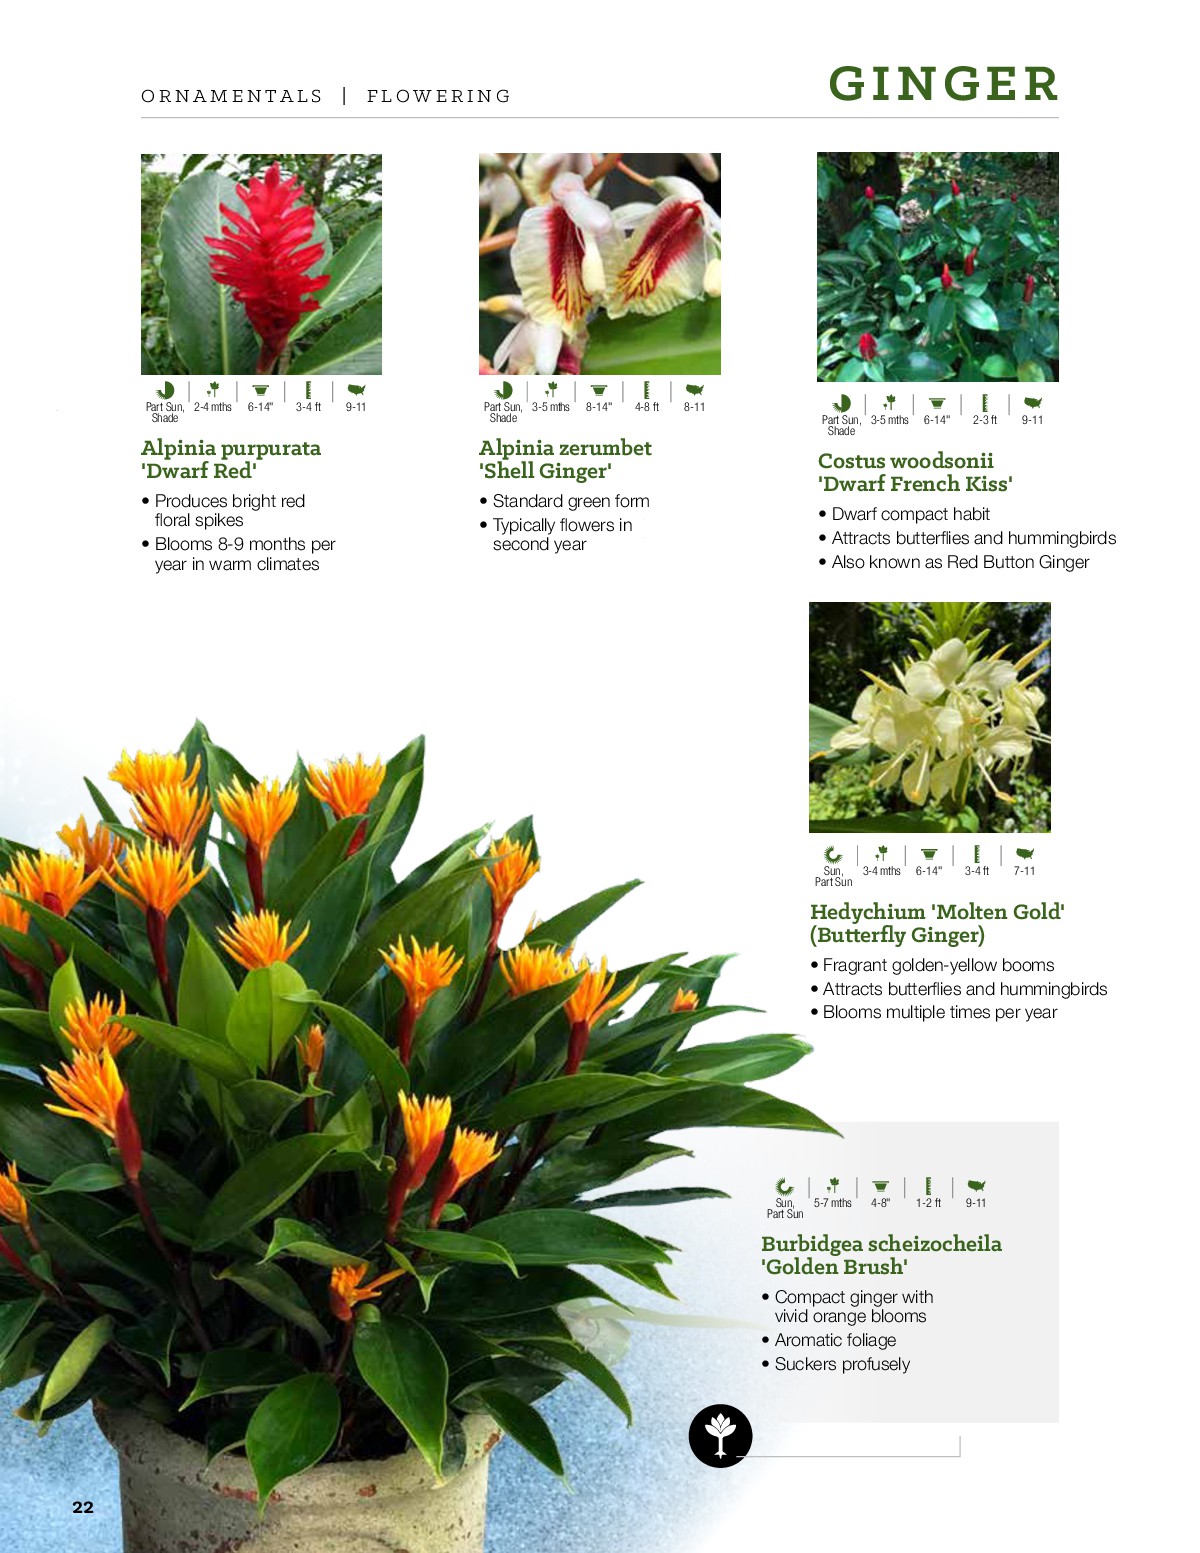 ORNAMENTALS | FLOWERING
GINGER
Part Sun, Shade | 2-4 mths | 6-14" | 3-4 ft | 9-11
Alpinia purpurata
'Dwarf Red'
• Produces bright red
floral spikes
• Blooms 8-9 months per
year in warm climates
Part Sun, Shade | 3-5 mths | 8-14" | 4-8 ft | 8-11
Alpinia zerumbet
'Shell Ginger'
• Standard green form
• Typically flowers in
second year
Part Sun, Shade | 3-5 mths | 6-14" | 2-3 ft | 9-11
Costus woodsonii
'Dwarf French Kiss'
• Dwarf compact habit
• Attracts butterflies and hummingbirds
• Also known as Red Button Ginger
Sun, Part Sun | 3-4 mths | 6-14" | 3-4 ft | 7-11
Hedychium 'Molten Gold'
(Butterfly Ginger)
• Fragrant golden-yellow booms
• Attracts butterflies and hummingbirds
• Blooms multiple times per year
Sun, Part Sun | 5-7 mths | 4-8" | 1-2 ft | 9-11
Burbidgea scheizocheila
'Golden Brush'
• Compact ginger with
vivid orange blooms
• Aromatic foliage
• Suckers profusely
22